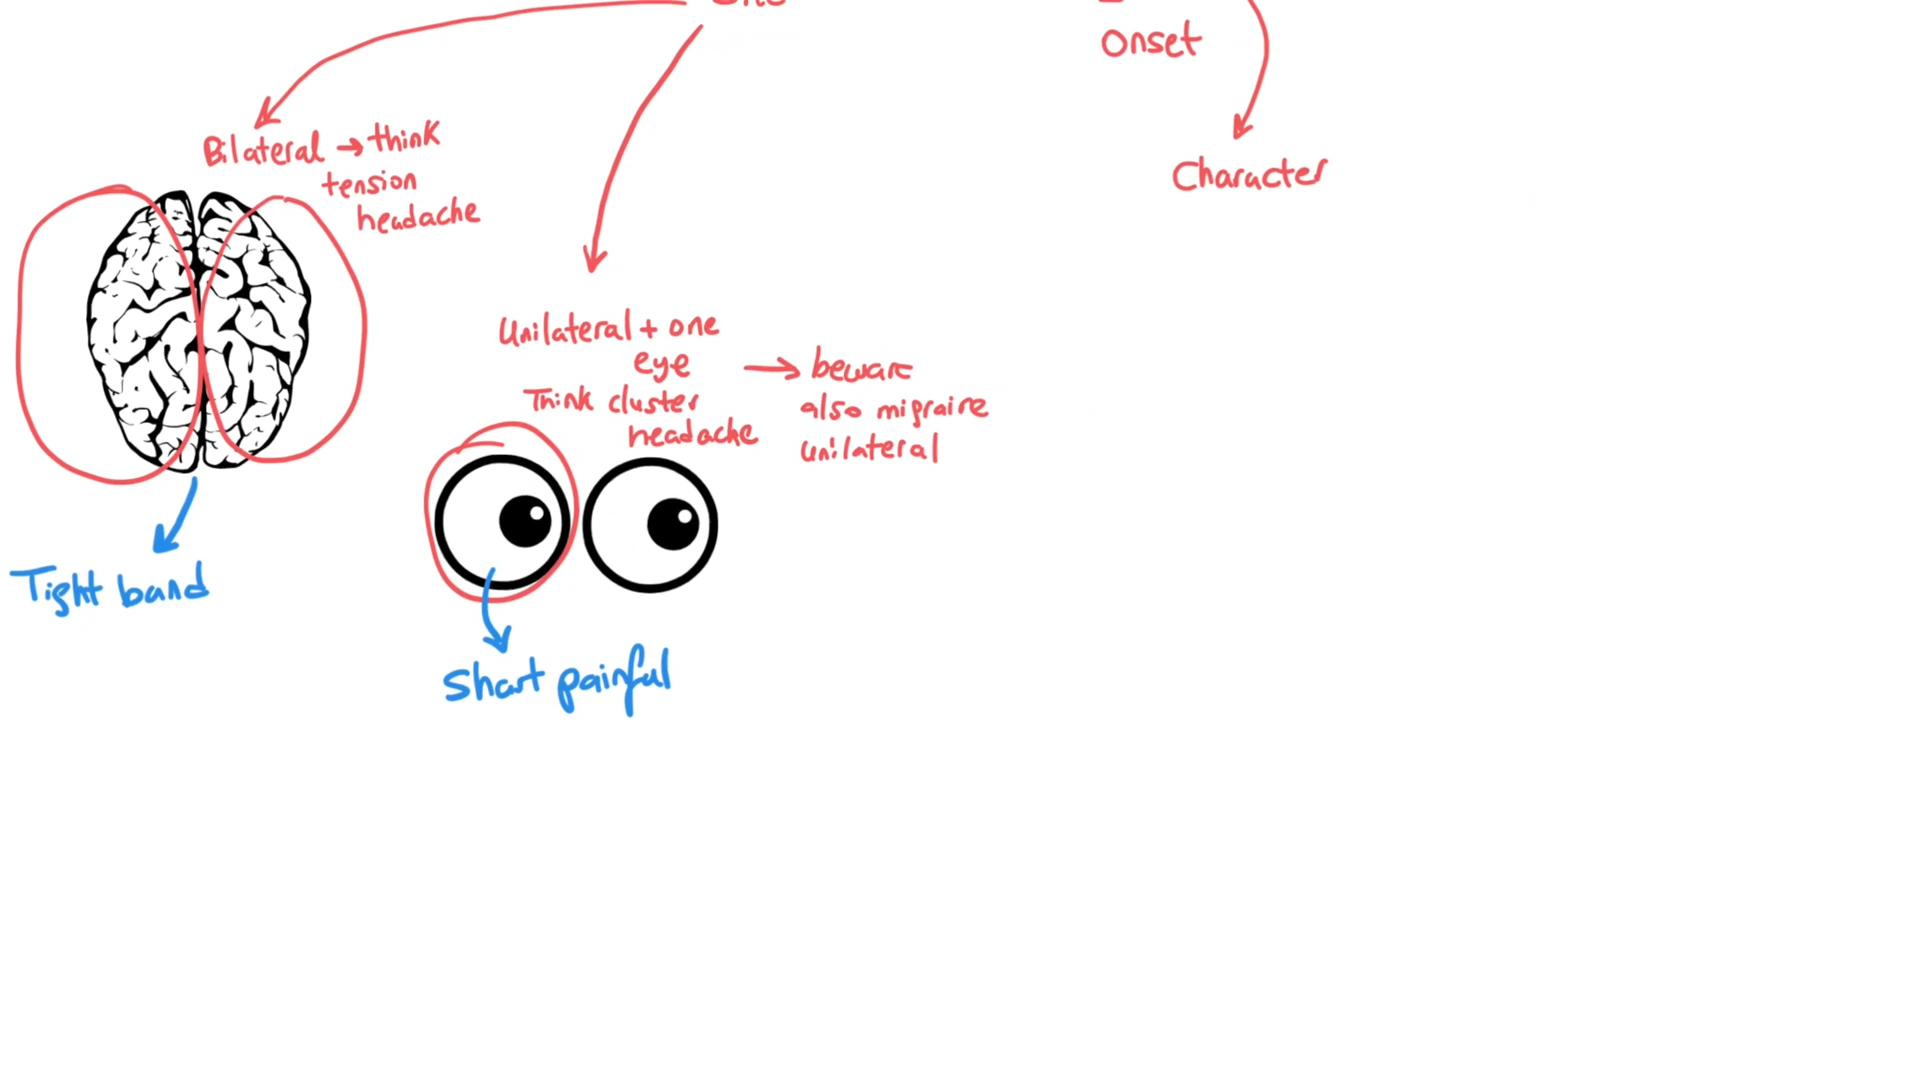 Onset
Character
Bilateral → think
tension
headache
Unilateral + one
eye
Think cluster
headache
→ beware
also migraine
unilateral
Tight band
Short painful